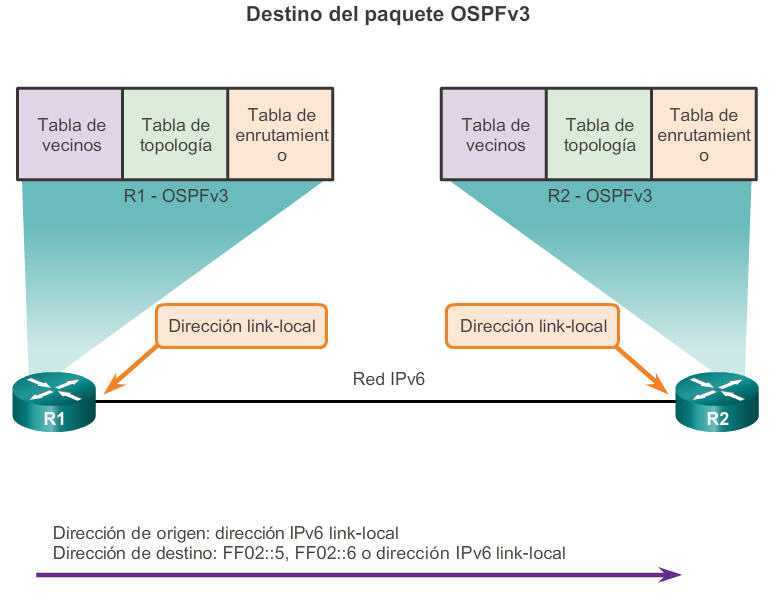 Destino del paquete OSPFv3
Tabla de
vecinos
Tabla de
topología
Tabla de
enrutamient
o
Tabla de
vecinos
Tabla de
topología
Tabla de
enrutamient
o
R1 - OSPFv3
R2 - OSPFv3
Dirección link-local
Dirección link-local
Red IPv6
R1
R2
Dirección de origen: dirección IPv6 link-local
Dirección de destino: FF02::5, FF02::6 o dirección IPv6 link-local